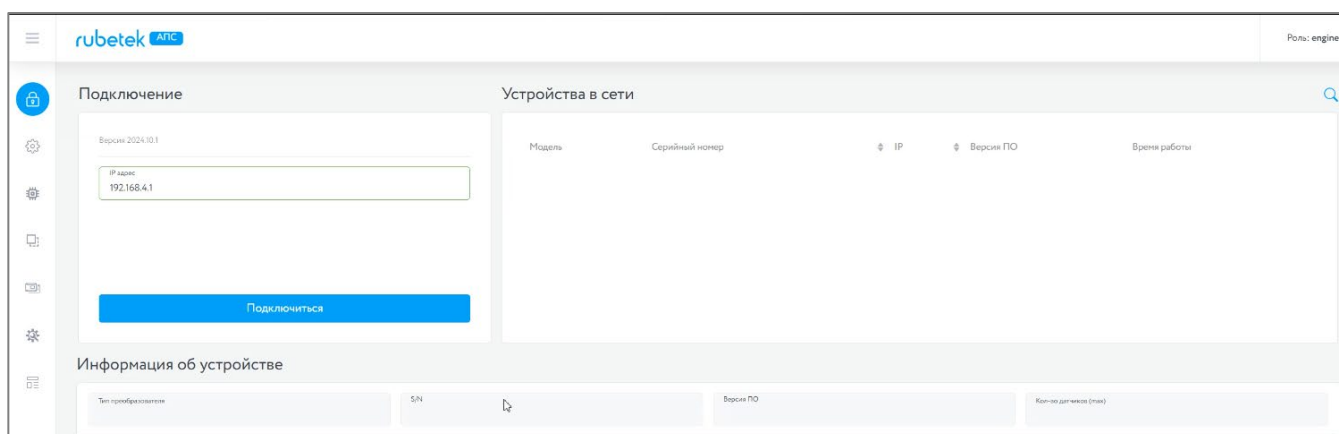 rubetek АПС
Роль: engine
Подключение
Устройства в сети
Версия 2024.10.1
Модель Серийный номер IP Версия ПО Время работы
IP адрес
192.168.4.1
Подключиться
Информация об устройстве
Тип преобразователя S/N Версия ПО Кол-во датчиков (max)